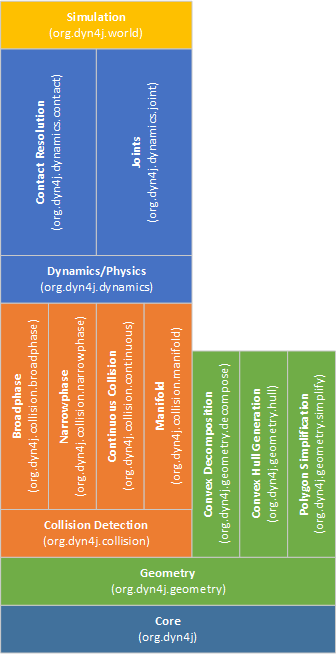 Simulation
(org.dyn4j.world)
Contact Resolution
(org.dyn4j.dynamics.contact)
Joints
(org.dyn4j.dynamics.joint)
Dynamics/Physics
(org.dyn4j.dynamics)
Broadphase
(org.dyn4j.collision.broadphase)
Narrowphase
(org.dyn4j.collision.narrowphase)
Continuous Collision
(org.dyn4j.collision.continuous)
Manifold
(org.dyn4j.collision.manifold)
Convex Decomposition
(org.dyn4j.geometry.decompose)
Convex Hull Generation
(org.dyn4j.geometry.hull)
Polygon Simplification
(org.dyn4j.geometry.simplify)
Collision Detection
(org.dyn4j.collision)
Geometry
(org.dyn4j.geometry)
Core
(org.dyn4j)